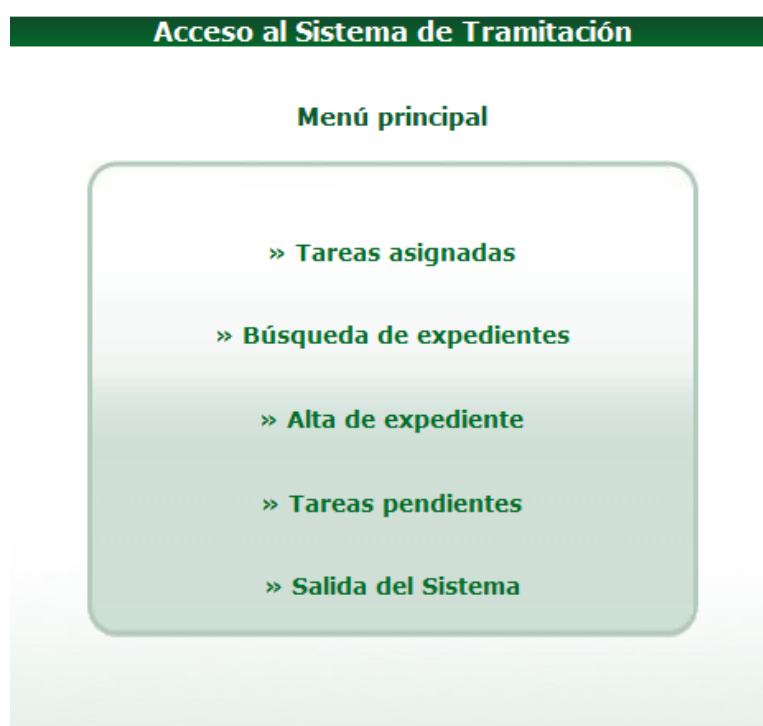 Acceso al Sistema de Tramitación
Menú principal
» Tareas asignadas
» Búsqueda de expedientes
» Alta de expediente
» Tareas pendientes
» Salida del Sistema